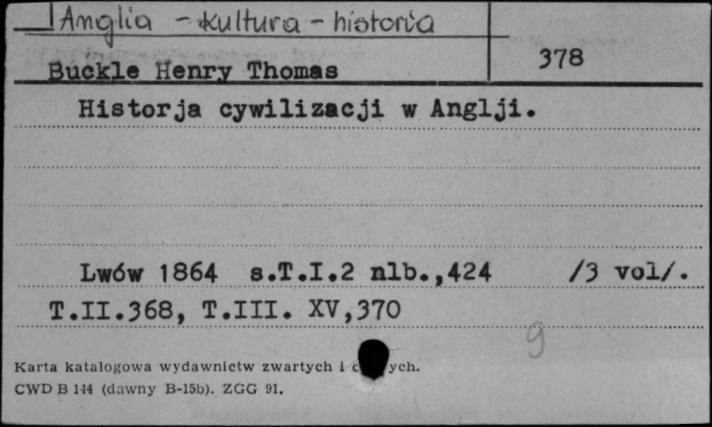 Anglia - kultura - historia
Buckle Henry Thomas
378
Historja cywilizacji w Anglji.
Lwów 1864 s.T.I.2 nlb.,424 /3 vol/.
T.II.368, T.III. XV,370
9
Karta katalogowa wydawnictw zwartych i ych.
CWD B 144 (dawny B-15b). ZGG 91.